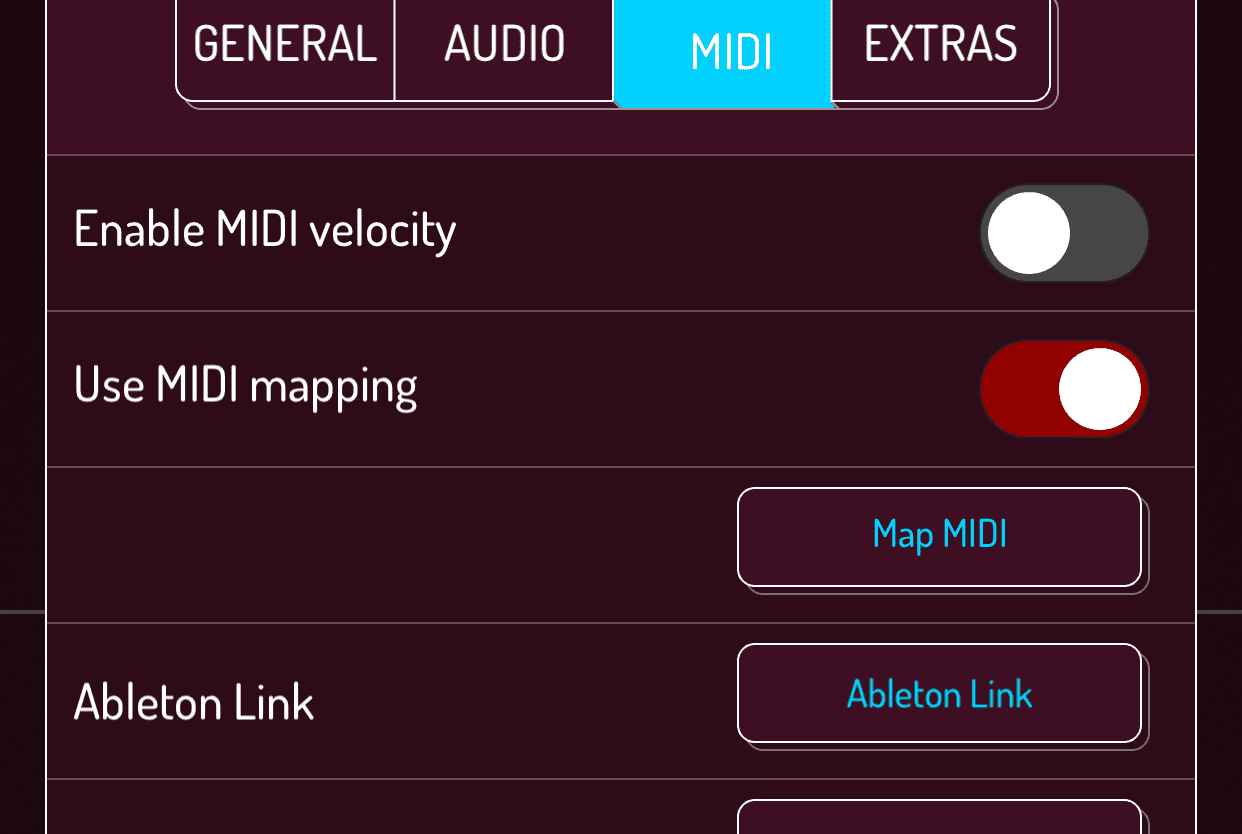 GENERAL AUDIO MIDI EXTRAS
Enable MIDI velocity
Use MIDI mapping
Map MIDI
Ableton Link Ableton Link